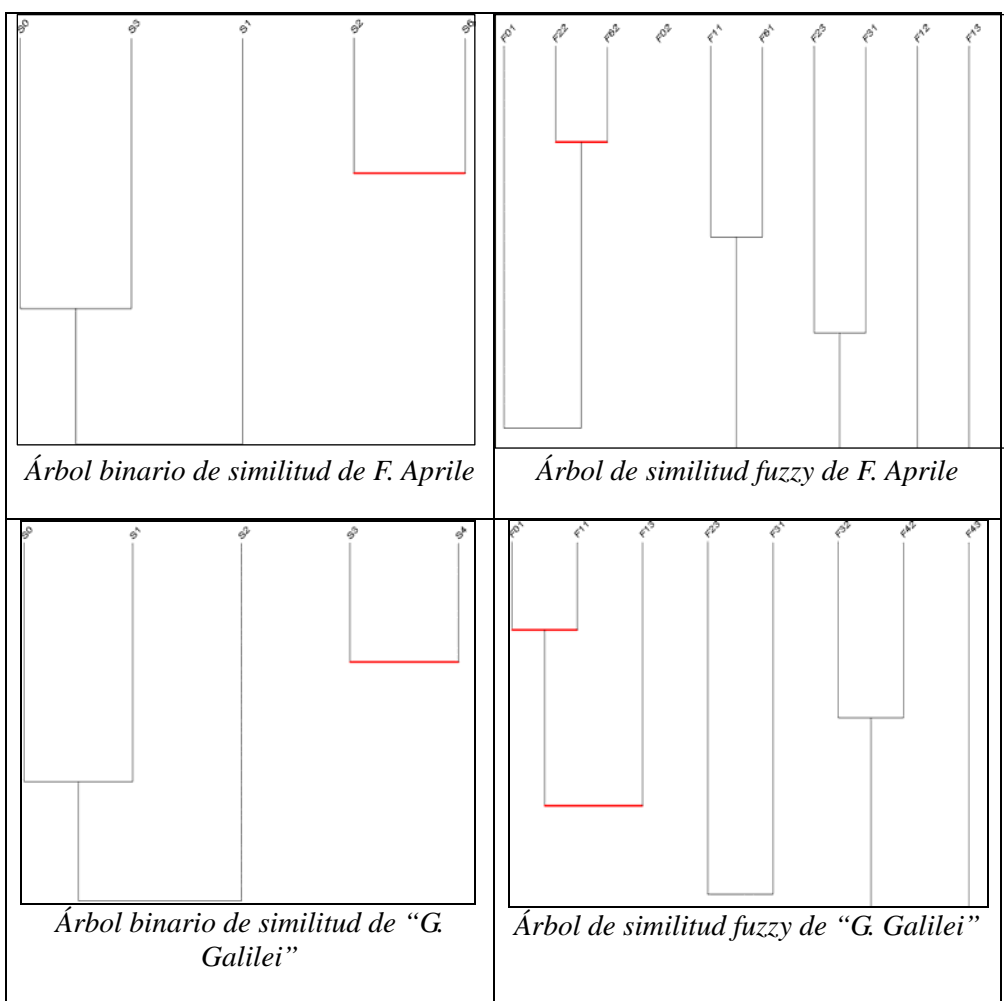 S0 S3 S1 S2 S6
F01 F22 F62 F02 F11 F61 F23 F31 F12 F13
Árbol binario de similitud de F. Aprile
Árbol de similitud fuzzy de F. Aprile
S0 S1 S2 S3 S4
F01 F11 F13 F23 F31 F32 F42 F43
Árbol binario de similitud de “G.
Galilei”
Árbol de similitud fuzzy de “G. Galilei”